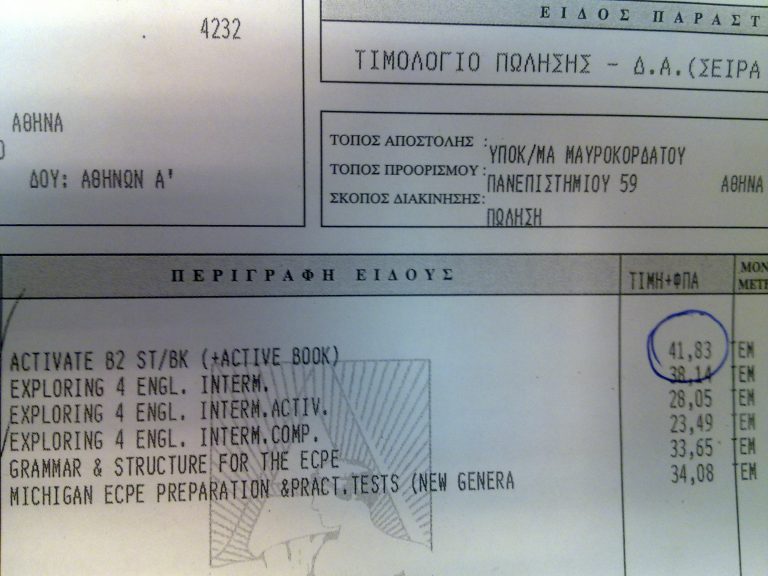 4232
ΕΙΔΟΣ ΠΑΡΑΣΤ
ΤΙΜΟΛΟΓΙΟ ΠΩΛΗΣΗΣ - Δ.Α.(ΣΕΙΡΑ
ΑΘΗΝΑ
ΔΟΥ: ΑΘΗΝΩΝ Α'
ΤΟΠΟΣ ΑΠΟΣΤΟΛΗΣ : ΥΠΟΚ/ΜΑ ΜΑΥΡΟΚΟΡΔΑΤΟΥ
ΤΟΠΟΣ ΠΡΟΟΡΙΣΜΟΥ : ΠΑΝΕΠΙΣΤΗΜΙΟΥ 59 ΑΘΗΝΑ
ΣΚΟΠΟΣ ΔΙΑΚΙΝΗΣΗΣ: ΠΩΛΗΣΗ
ΠΕΡΙΓΡΑΦΗ ΕΙΔΟΥΣ ΤΙΜΗ+ΦΠΑ ΜΟΝ
ΜΕΤΡ
ACTIVATE B2 ST/BK (+ACTIVE BOOK) 41,83 ΤΕΜ
EXPLORING 4 ENGL. INTERM. 38,14 ΤΕΜ
EXPLORING 4 ENGL. INTERM.ACTIV. 28,05 ΤΕΜ
EXPLORING 4 ENGL. INTERM.COMP. 23,49 ΤΕΜ
GRAMMAR & STRUCTURE FOR THE ECPE 33,65 ΤΕΜ
MICHIGAN ECPE PREPARATION &PRACT.TESTS (NEW GENERA 34,08 ΤΕΜ